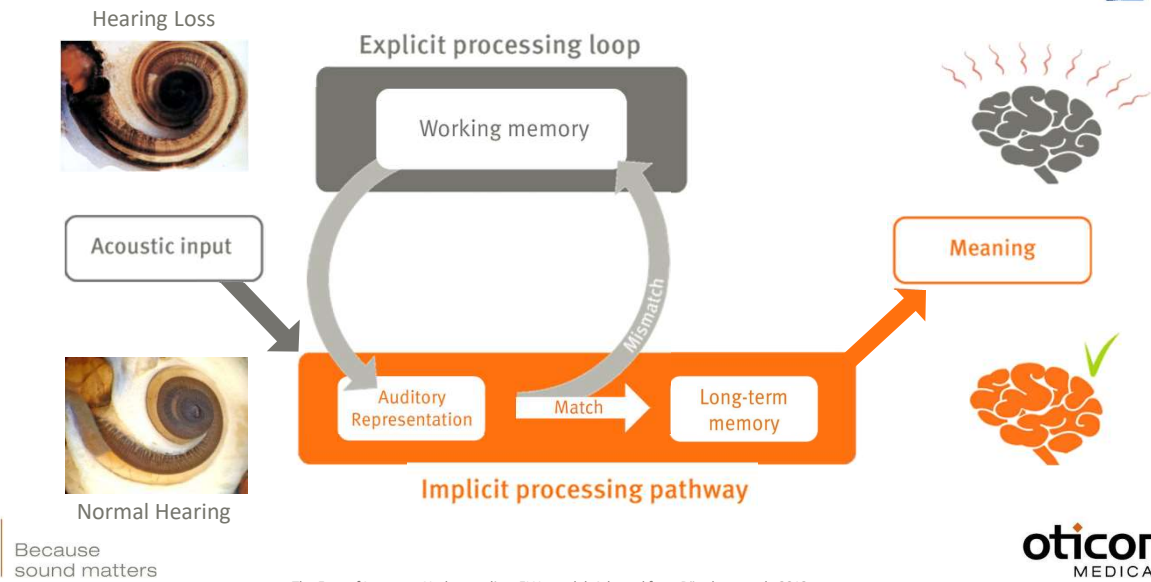 Hearing Loss
Explicit processing loop
Working memory
Acoustic input
Meaning
Mismatch
Auditory
Representation
Match
Long-term
memory
Implicit processing pathway
Normal Hearing
Because
sound matters
oticon
MEDICAL